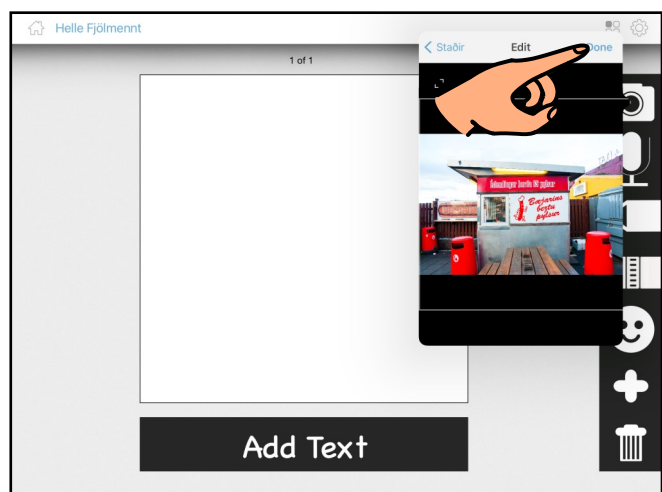 Helle Fjölmennt
Staðir
Edit
Done
1 of 1
Bæjarins
beztu
pylsur
Add Text